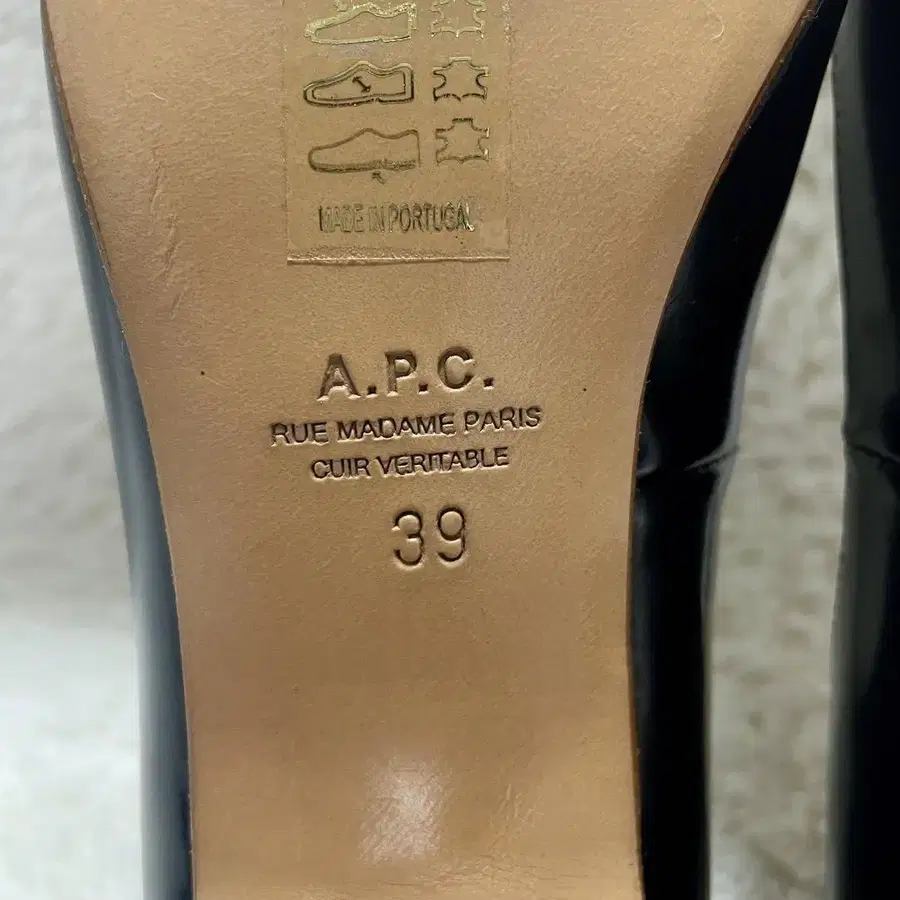 MADE IN PORTUGAL
A.P.C.
RUE MADAME PARIS
CUIR VERITABLE
39